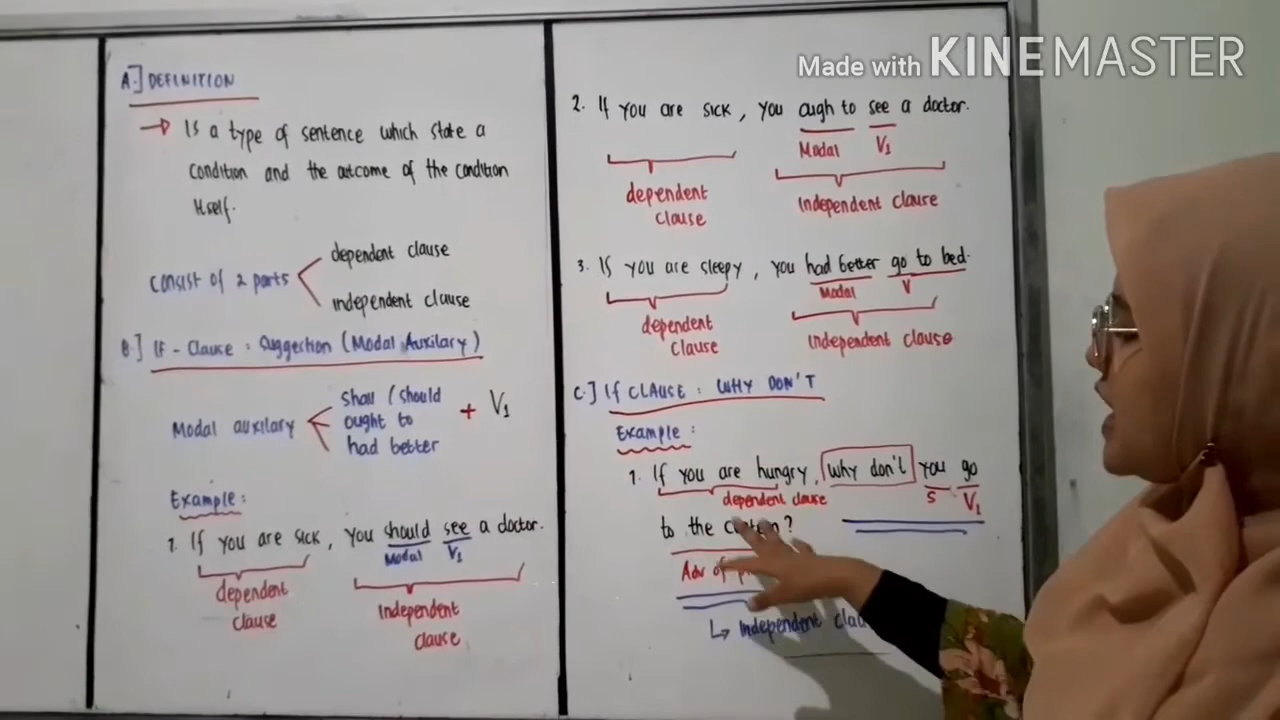 Made with KINEMASTER
A.] DEFINITION
→ Is a type of sentence which state a
condition and the outcome of the condition
itself.
consist of 2 parts
dependent clause
independent clause
B.] If - Clause : Suggestion (Modal Auxilary)
Modal auxilary
shall / should
ought to
had better
+ V1
Example :
1. If you are sick, you should see a doctor.
Modal V1
dependent
clause
Independent
clause
2. If you are sick, you ough to see a doctor.
Modal V1
dependent
clause
Independent clause
3. If you are sleepy, you had better go to bed.
Modal V
dependent
clause
Independent clause
C.] If CLAUSE : WHY DON'T
Example :
1. If you are hungry, why don't you go
dependent clause S V1
to the ?
Adv of
↳ Independent